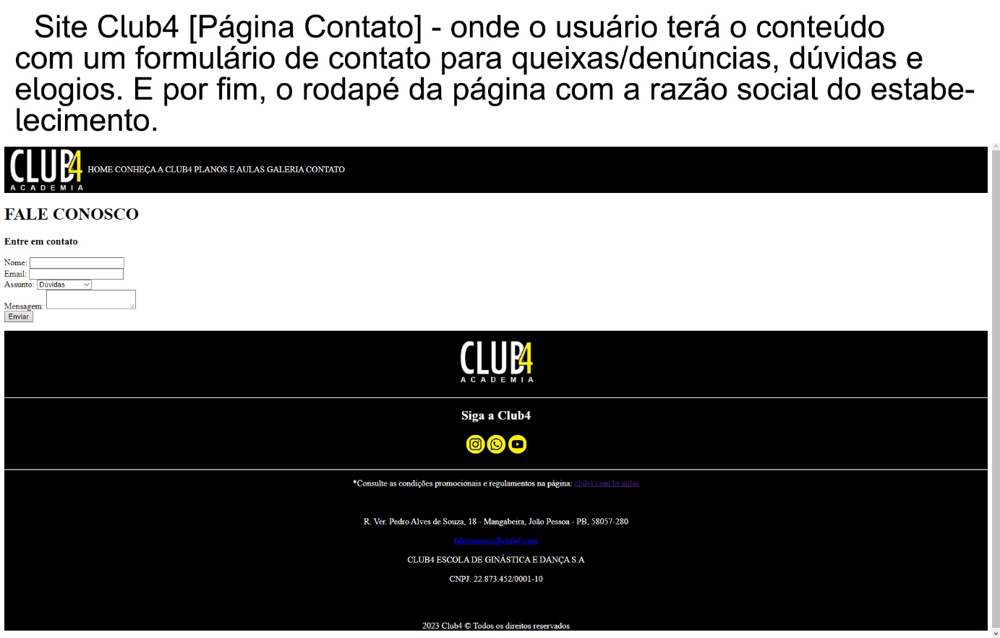 Site Club4 [Página Contato] - onde o usuário terá o conteúdo
com um formulário de contato para queixas/denúncias, dúvidas e
elogios. E por fim, o rodapé da página com a razão social do estabe-
lecimento.
CLUB4
ACADEMIA
HOME CONHEÇA A CLUB4 PLANOS E AULAS GALERIA CONTATO
FALE CONOSCO
Entre em contato
Nome:
Email:
Assunto: Dúvidas
Mensagem:
Enviar
CLUB4
ACADEMIA
Siga a Club4
*Consulte as condições promocionais e regulamentos na página: club4.com.br/aulas
R. Ver. Pedro Alves de Souza, 18 - Mangabeira, João Pessoa - PB, 58057-280
faleconosco@club4.com
CLUB4 ESCOLA DE GINÁSTICA E DANÇA S.A
CNPJ: 22.873.452/0001-10
2023 Club4 © Todos os direitos reservados